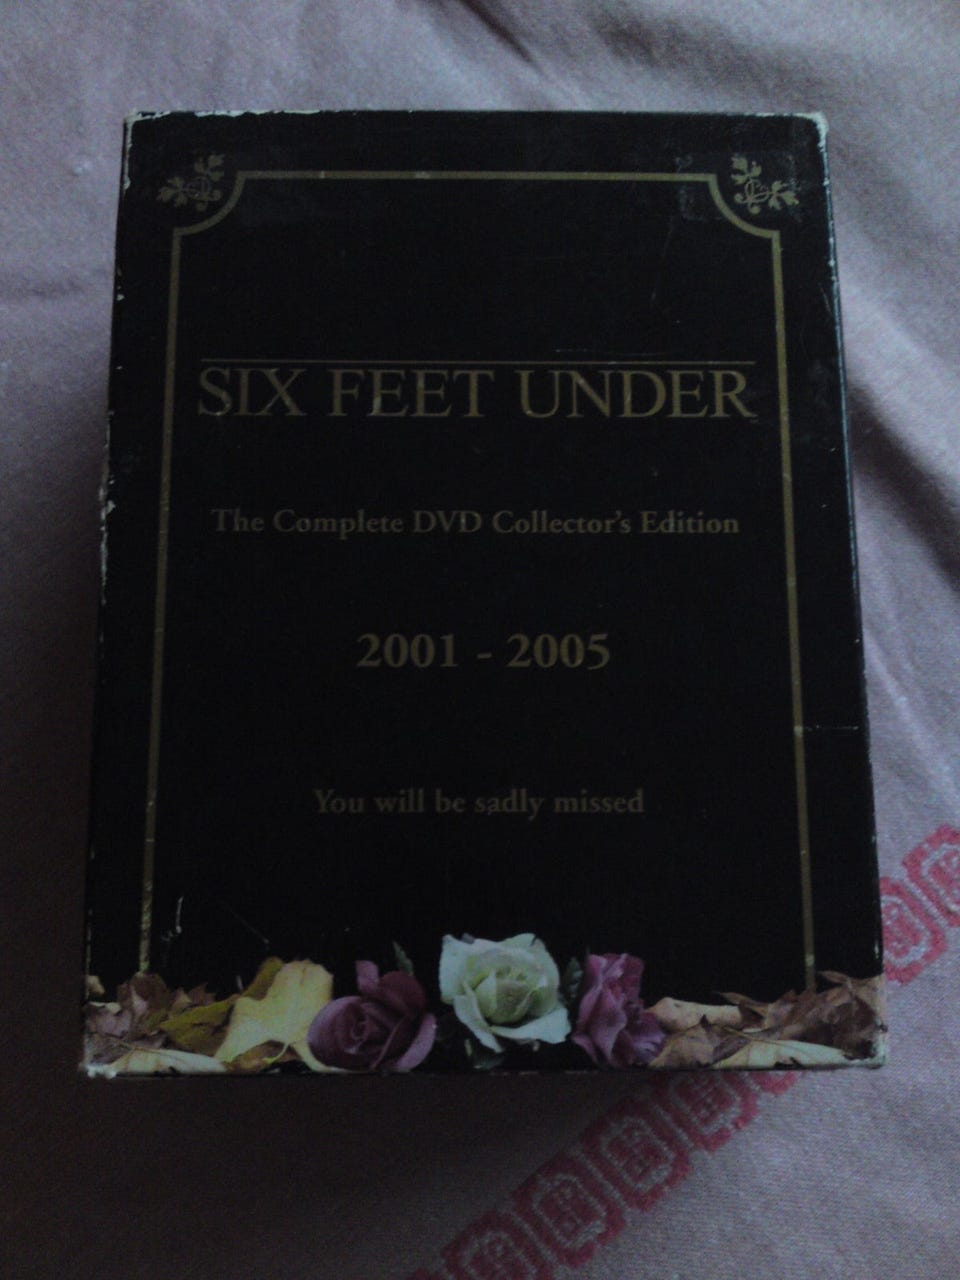 SIX FEET UNDER
The Complete DVD Collector's Edition
2001 - 2005
You will be sadly missed